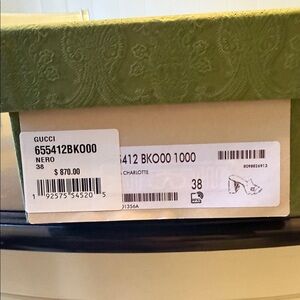 GUCCI
655412BKO00
NERO
38
$ 870.00
1 92575 54520 5
5412 BKO00 1000
CHARLOTTE
38